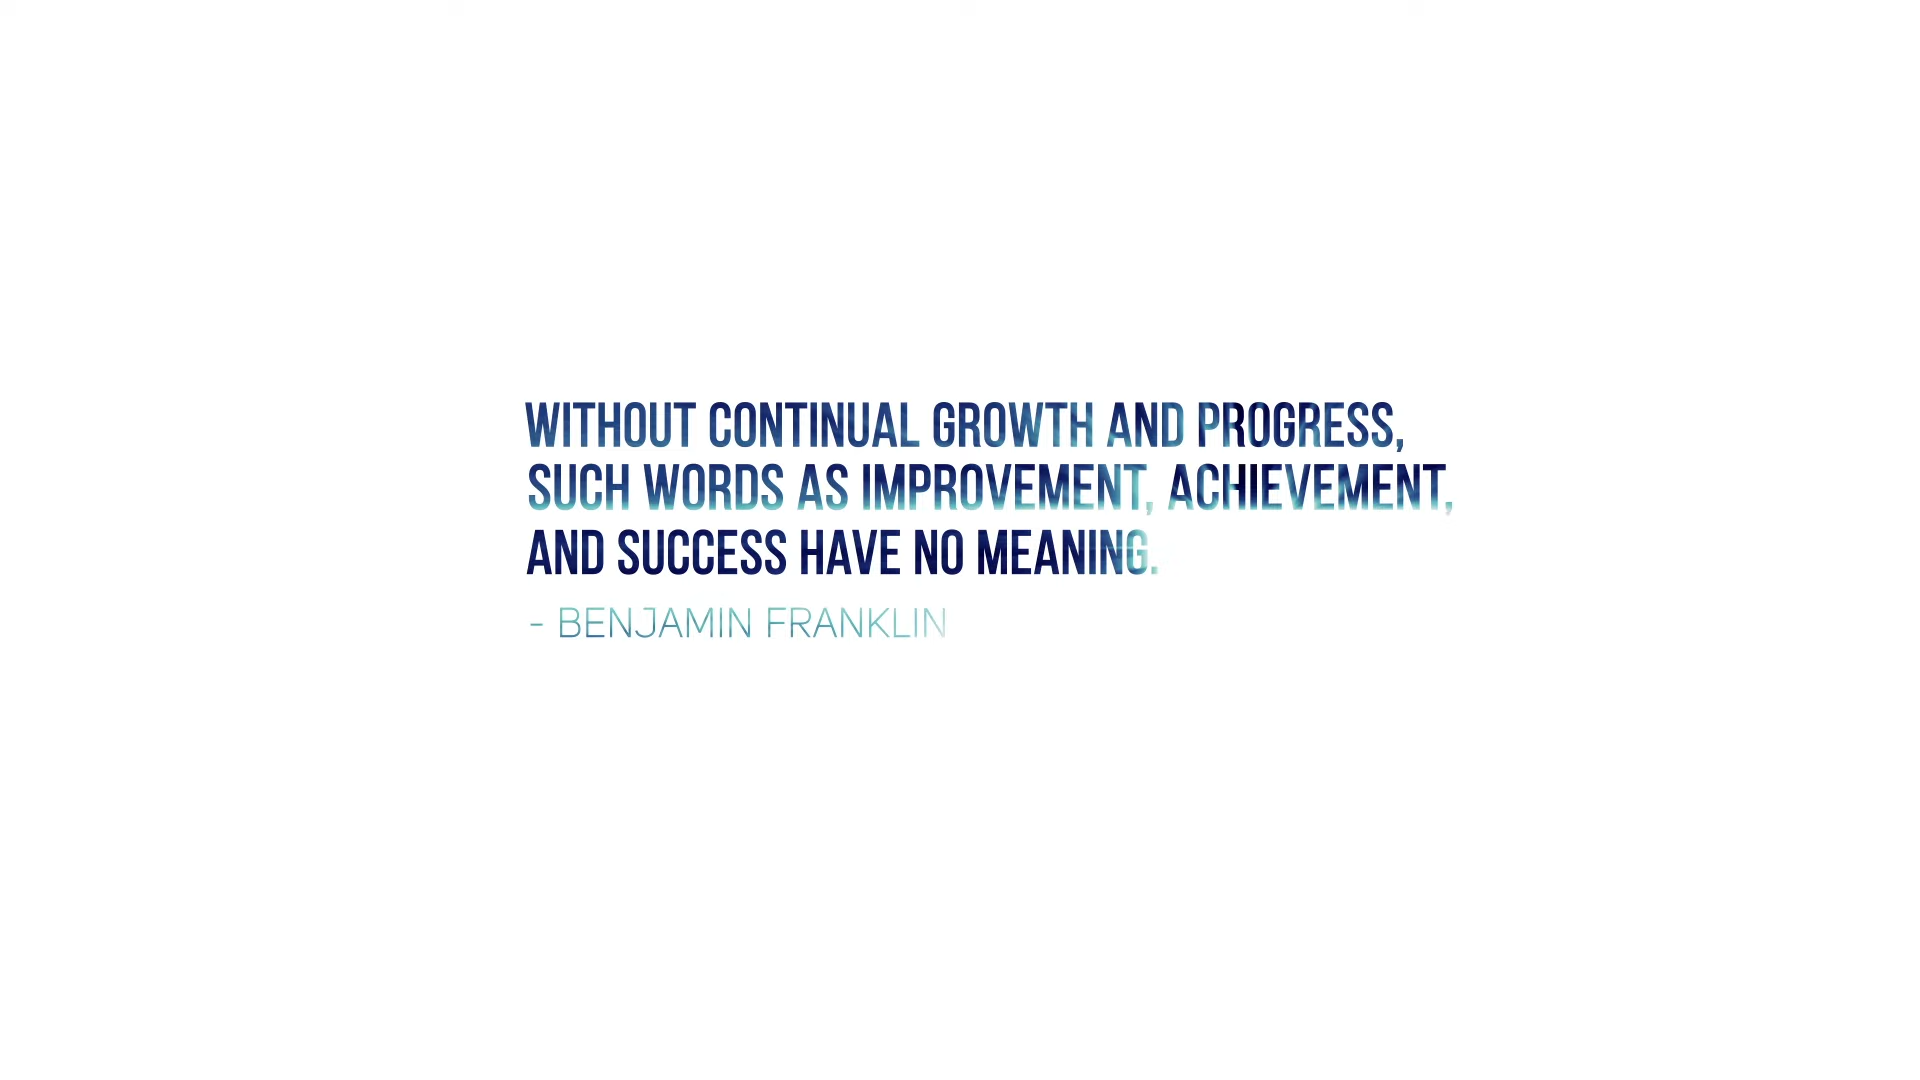 WITHOUT CONTINUAL GROWTH AND PROGRESS,
SUCH WORDS AS IMPROVEMENT, ACHIEVEMENT,
AND SUCCESS HAVE NO MEANING.
- BENJAMIN FRANKLIN